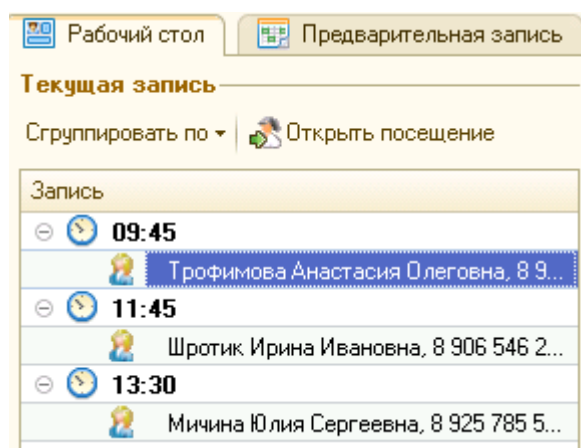 Рабочий стол Предварительная запись
Текущая запись
Сгруппировать по Открыть посещение
Запись
09:45
Трофимова Анастасия Олеговна, 8 9...
11:45
Шротик Ирина Ивановна, 8 906 546 2...
13:30
Мичина Юлия Сергеевна, 8 925 785 5...